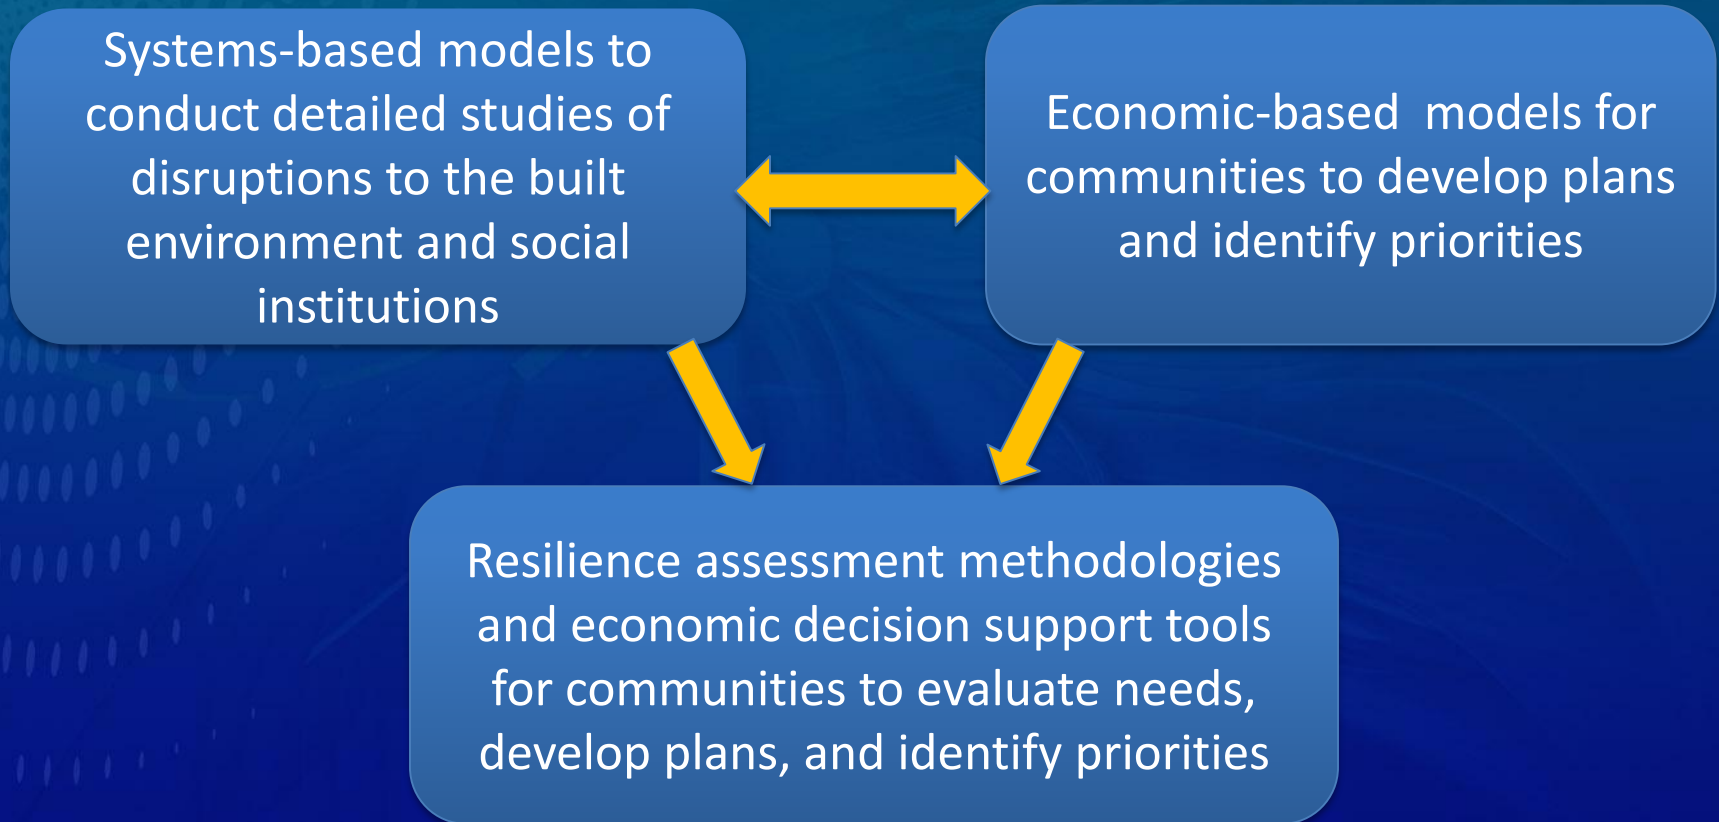 Systems-based models to
conduct detailed studies of
disruptions to the built
environment and social
institutions
Economic-based  models for
communities to develop plans
and identify priorities
Resilience assessment methodologies
and economic decision support tools
for communities to evaluate needs,
develop plans, and identify priorities